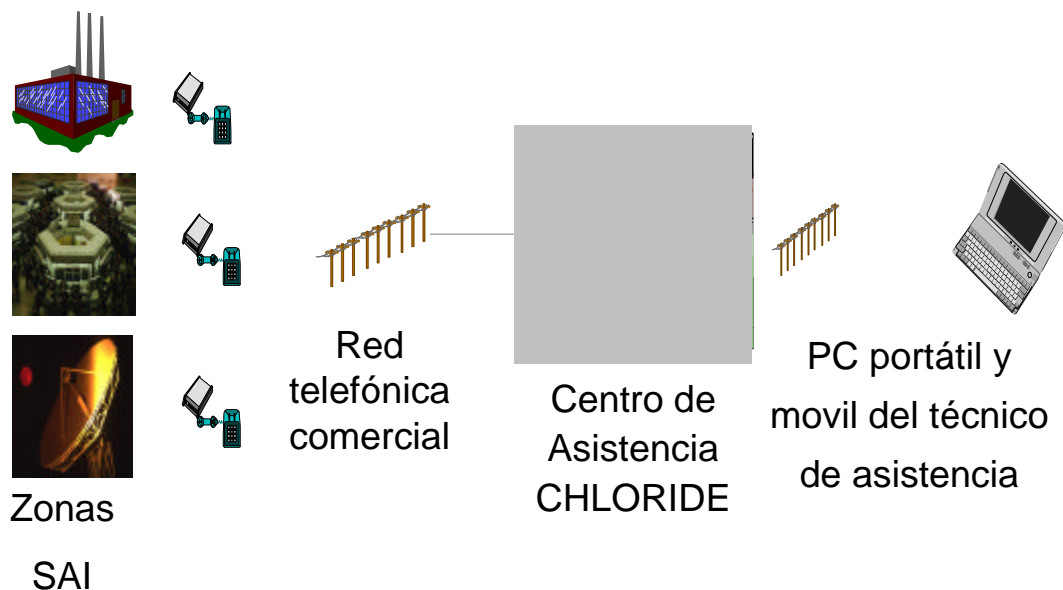 Zonas
SAI
Red
telefónica
comercial
Centro de
Asistencia
CHLORIDE
PC portátil y
movil del técnico
de asistencia